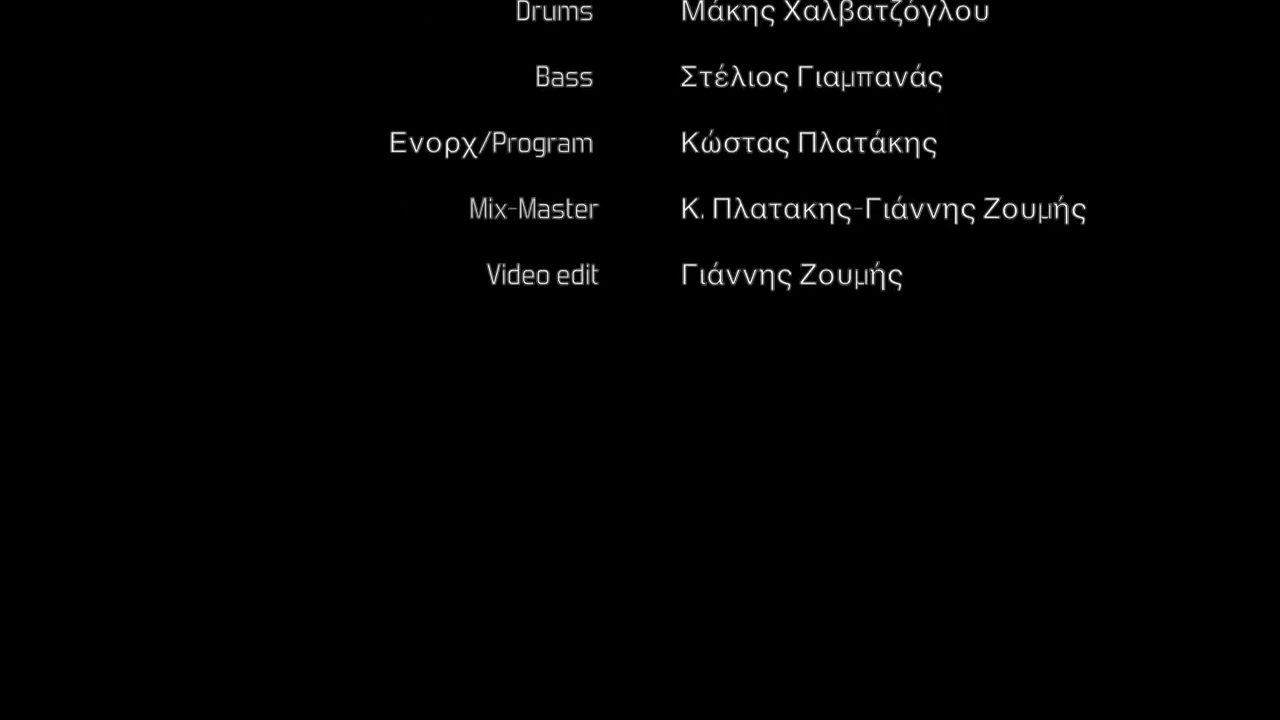 Drums Μάκης Χαλβατζόγλου
Bass Στέλιος Γιαμπανάς
Ενορχ/Program Κώστας Πλατάκης
Mix-Master Κ. Πλατακης-Γιάννης Ζουμής
Video edit Γιάννης Ζουμής